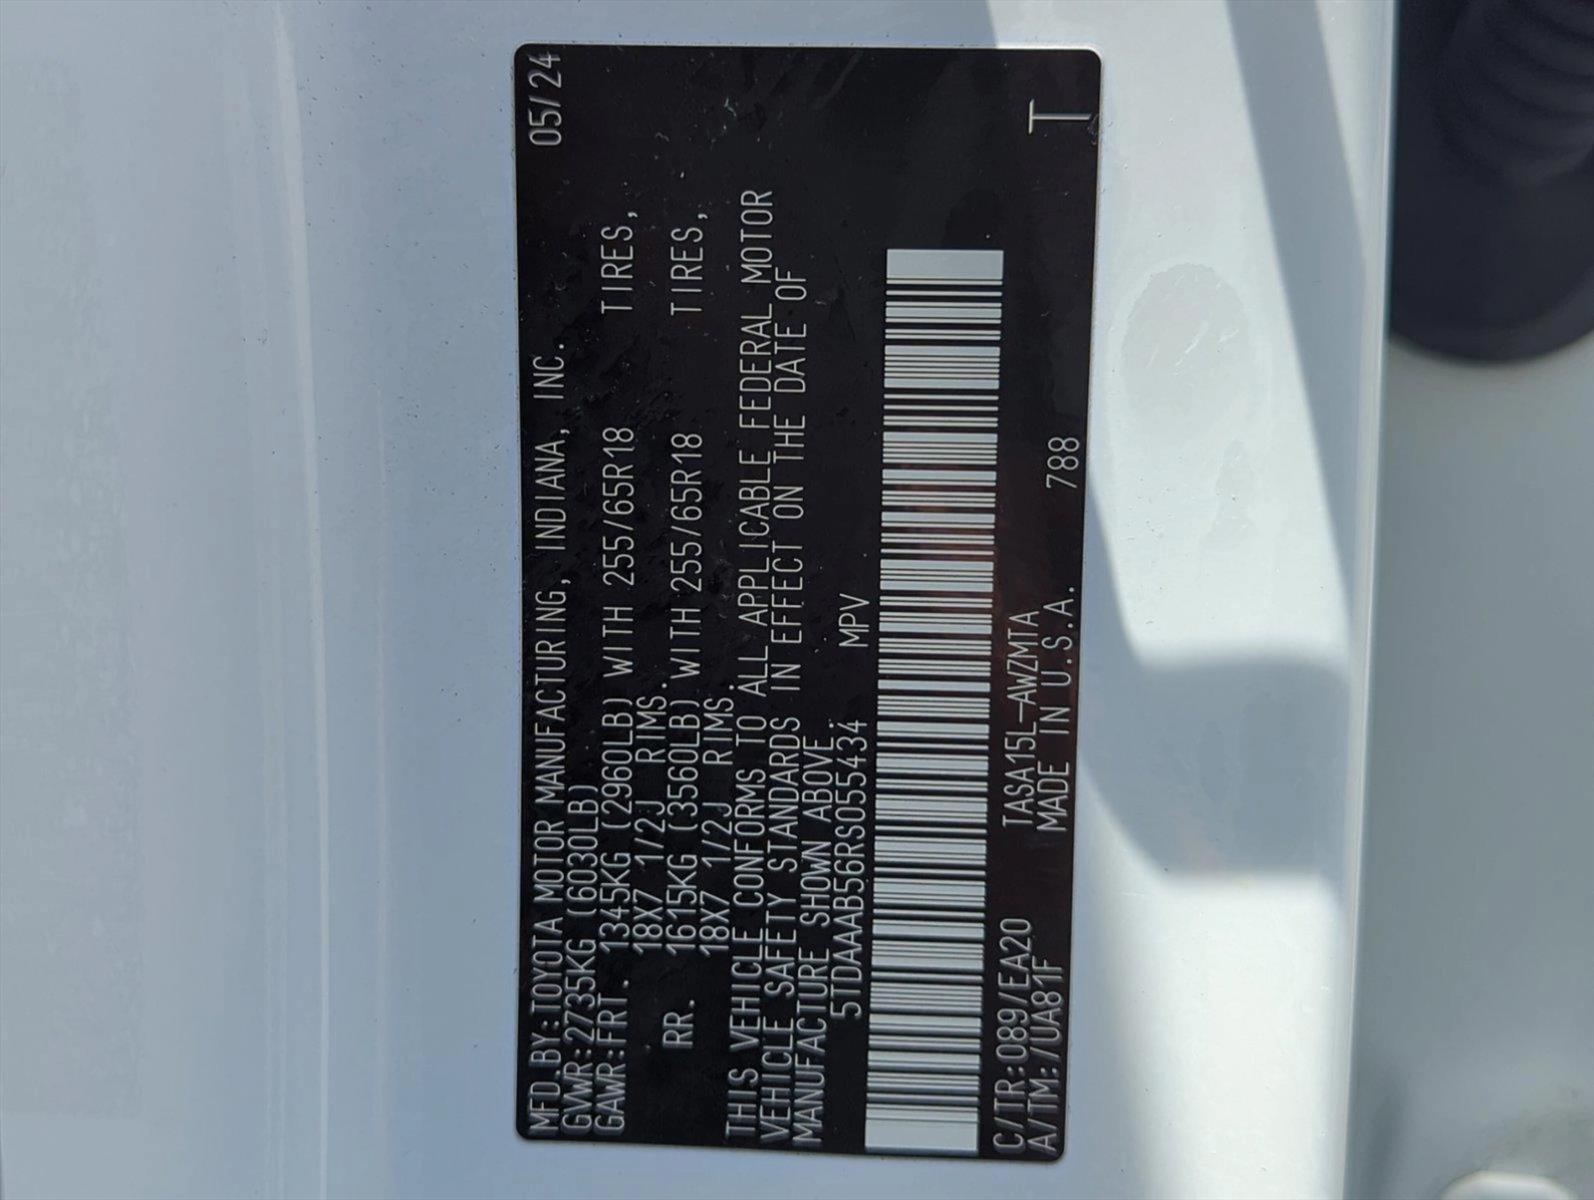 MFD.BY:TOYOTA MOTOR MANUFACTURING, INDIANA, INC. 05/24
GVWR:2735KG (6030LB)
GAWR:FRT. 1345KG (2960LB) WITH 255/65R18 TIRES,
18X7 1/2J RIMS.
RR. 1615KG (3560LB) WITH 255/65R18 TIRES,
18X7 1/2J RIMS.
THIS VEHICLE CONFORMS TO ALL APPLICABLE FEDERAL MOTOR
VEHICLE SAFETY STANDARDS IN EFFECT ON THE DATE OF
MANUFACTURE SHOWN ABOVE.
5TDAAAB56RS055434 MPV
C/TR:089/EA20 TASA15L-AWZMTA
A/TM:/UA81F MADE IN U.S.A. 788 T